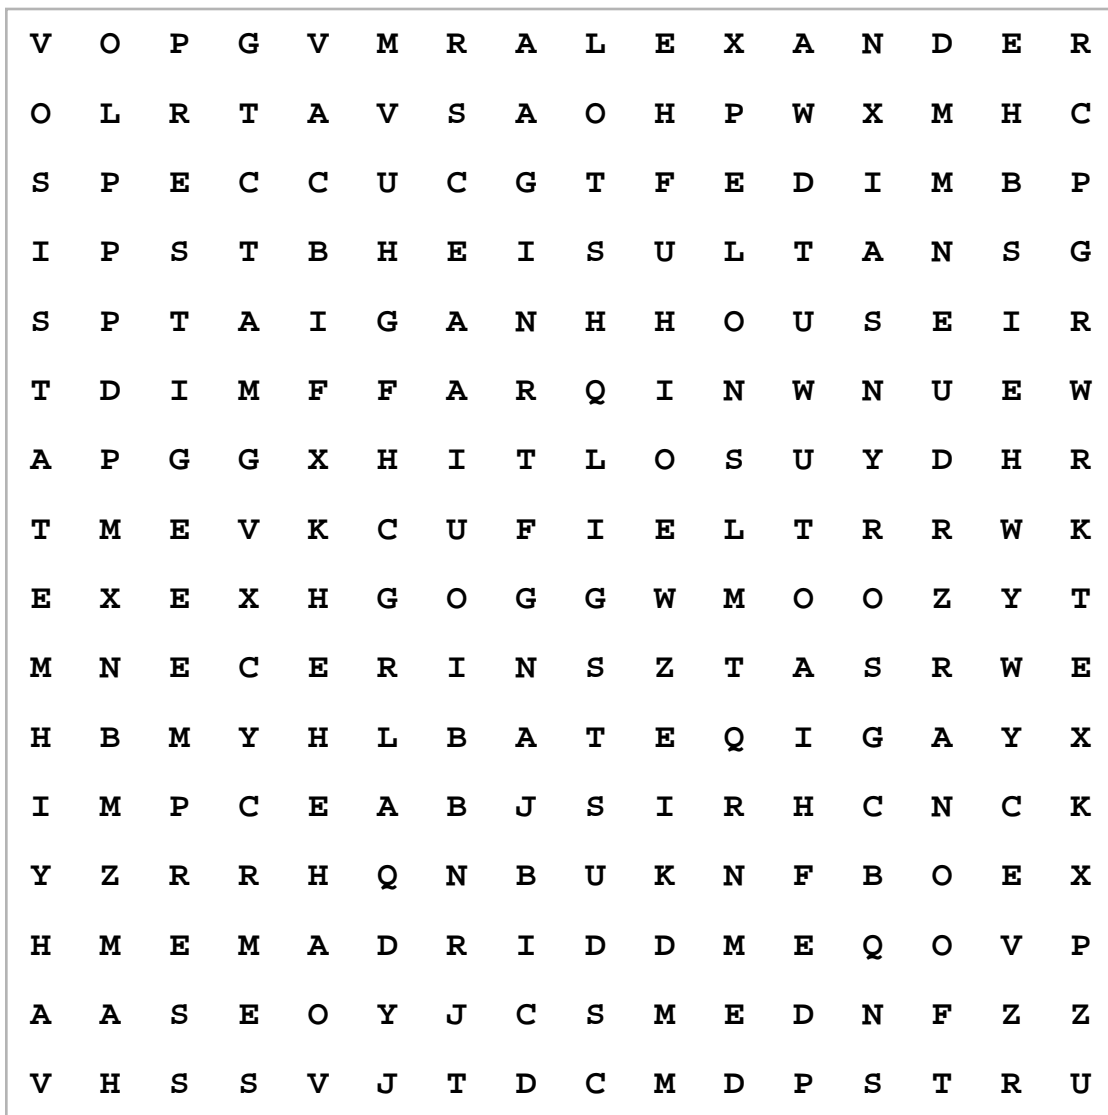 V O P G V M R A L E X A N D E R
O L R T A V S A O H P W X M H C
S P E C C U C G T F E D I M B P
I P S T B H E I S U L T A N S G
S P T A I G A N H H O U S E I R
T D I M F F A R Q I N W N U E W
A P G G X H I T L O S U Y D H R
T M E V K C U F I E L T R R W K
E X E X H G O G G W M O O Z Y T
M N E C E R I N S Z T A S R W E
H B M Y H L B A T E Q I G A Y X
I M P C E A B J S I R H C N C K
Y Z R R H Q N B U K N F B O E X
H M E M A D R I D D M E Q O V P
A A S E O Y J C S M E D N F Z Z
V H S S V J T D C M D P S T R U